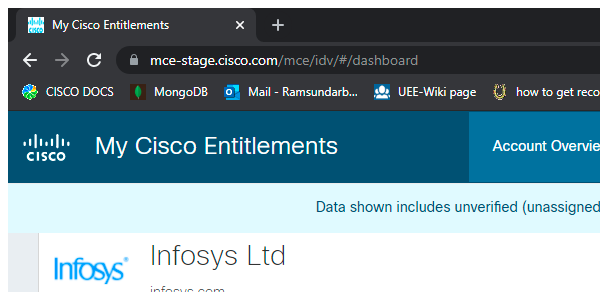 My Cisco Entitlements
mce-stage.cisco.com/mce/idv/#/dashboard
CISCO DOCS MongoDB Mail - Ramsundarb... UEE-Wiki page how to get reco
CISCO My Cisco Entitlements Account Overvie
Data shown includes unverified (unassigned
Infosys Infosys Ltd
infosys.com